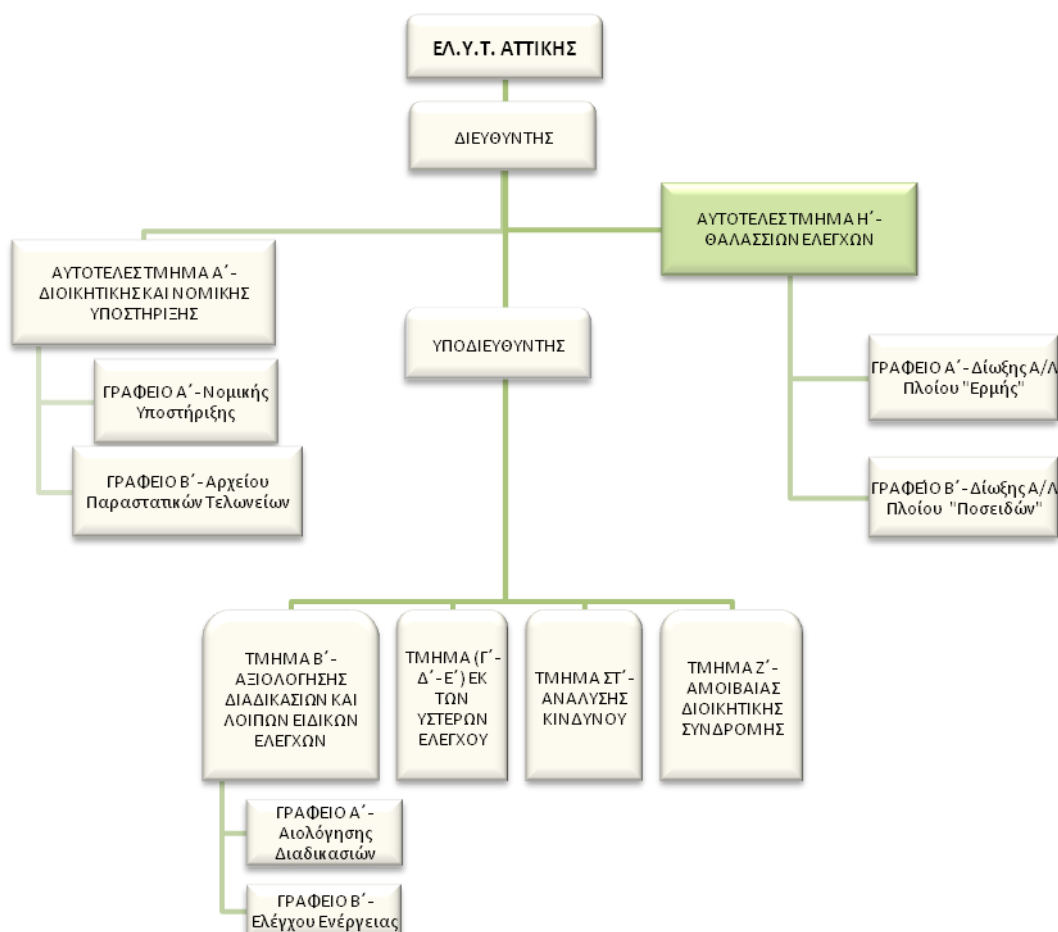 ΕΛ.Υ.Τ. ΑΤΤΙΚΗΣ
ΔΙΕΥΘΥΝΤΗΣ
ΑΥΤΟΤΕΛΕΣ ΤΜΗΜΑ Η΄-
ΘΑΛΑΣΣΙΩΝ ΕΛΕΓΧΩΝ
ΑΥΤΟΤΕΛΕΣ ΤΜΗΜΑ Α΄-
ΔΙΟΙΚΗΤΙΚΗΣ ΚΑΙ ΝΟΜΙΚΗΣ
ΥΠΟΣΤΗΡΙΞΗΣ
ΥΠΟΔΙΕΥΘΥΝΤΗΣ
ΓΡΑΦΕΙΟ Α΄- Νομικής
Υποστήριξης
ΓΡΑΦΕΙΟ Β΄- Αρχείου
Παραστατικών Τελωνείων
ΓΡΑΦΕΙΟ Α΄- Δίωξης Α/Λ
Πλοίου "Ερμής"
ΓΡΑΦΕΊΟ Β΄- Δίωξης Α/Λ
Πλοίου "Ποσειδών"
ΤΜΗΜΑ Β΄-
ΑΞΙΟΛΟΓΗΣΗΣ
ΔΙΑΔΙΚΑΣΙΩΝ ΚΑΙ
ΛΟΙΠΩΝ ΕΙΔΙΚΩΝ
ΕΛΕΓΧΩΝ
ΤΜΗΜΑ (Γ΄-
Δ΄- Ε΄) ΕΚ
ΤΩΝ
ΥΣΤΕΡΩΝ
ΕΛΕΓΧΟΥ
ΤΜΗΜΑ ΣΤ΄-
ΑΝΑΛΥΣΗΣ
ΚΙΝΔΥΝΟΥ
ΤΜΗΜΑ Ζ΄-
ΑΜΟΙΒΑΙΑΣ
ΔΙΟΙΚΗΤΙΚΗΣ
ΣΥΝΔΡΟΜΗΣ
ΓΡΑΦΕΙΟ Α΄-
Αιολόγησης
Διαδικασιών
ΓΡΑΦΕΙΟ Β΄-
Ελέγχου Ενέργειας